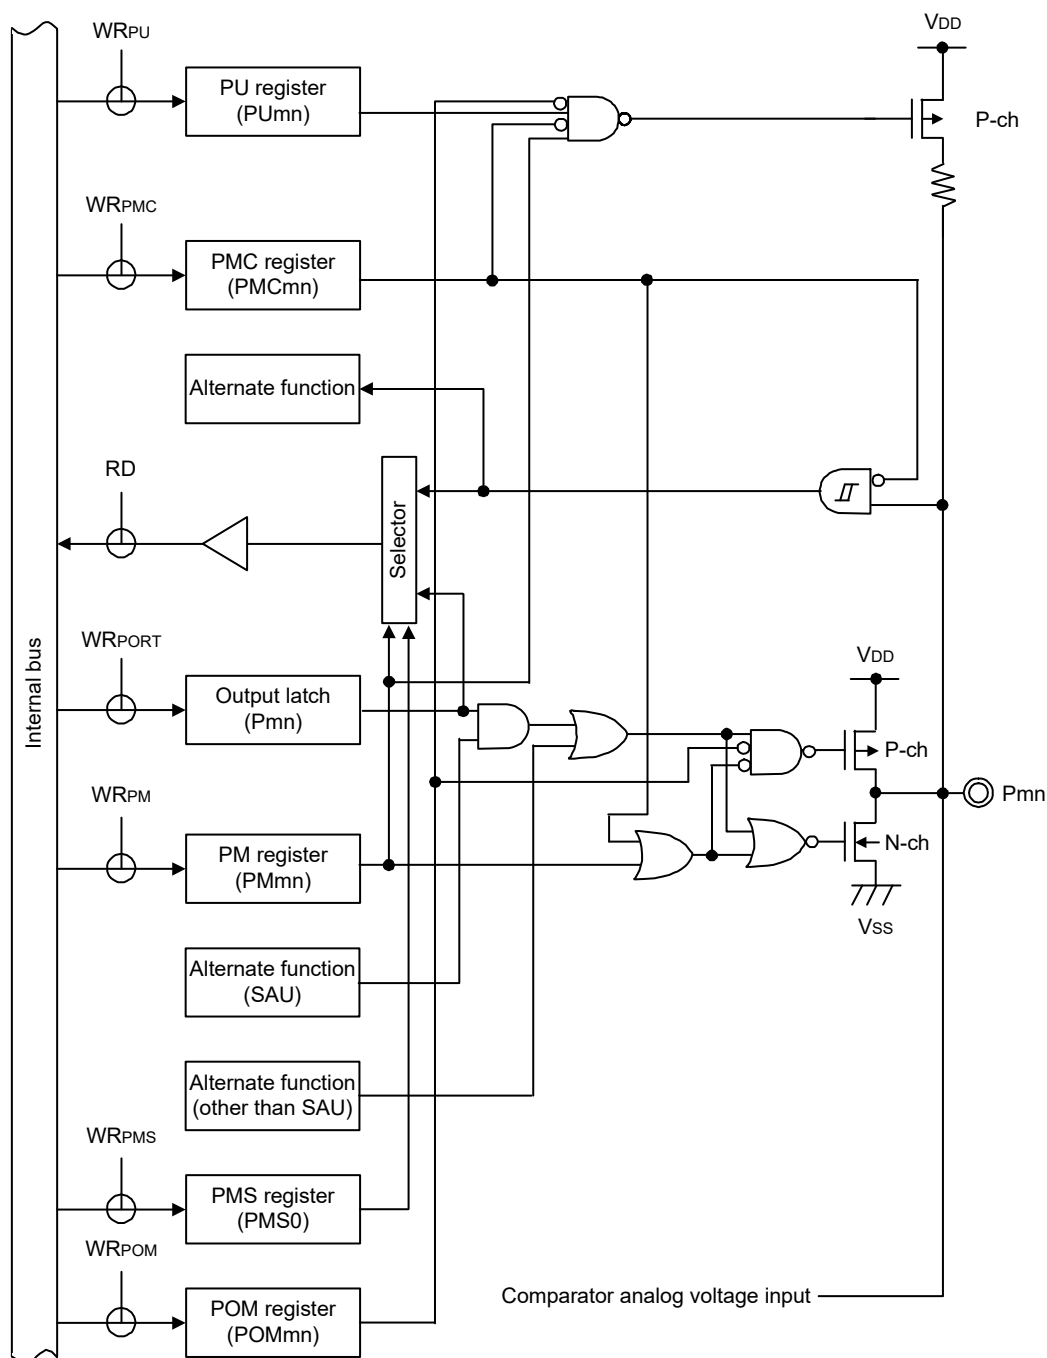 WRPU
VDD
PU register
(PUmn)
P-ch
WRPMC
PMC register
(PMCmn)
Alternate function
RD
Selector
Internal bus
WRPORT
Output latch
(Pmn)
VDD
P-ch
Pmn
WRPM
PM register
(PMmn)
N-ch
VSS
Alternate function
(SAU)
Alternate function
(other than SAU)
WRPMS
PMS register
(PMS0)
WRPOM
POM register
(POMmn)
Comparator analog voltage input